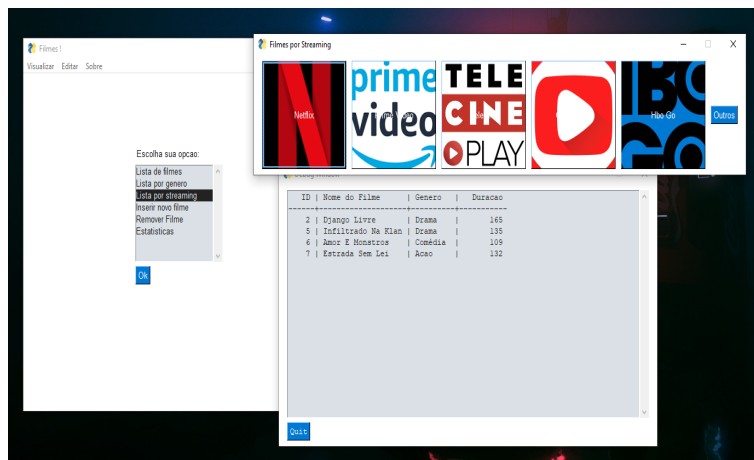 Filmes !
Visualizar Editar Sobre
Escolha sua opcao:
Lista de filmes
Lista por genero
Lista por streaming
Inserir novo filme
Remover Filme
Estatisticas
Ok
Filmes por Streaming
Netflix
prime
video
TELE
CINE
PLAY
HBO
GO
Hbo Go
Outros
ID | Nome do Filme | Genero | Duracao
2 | Django Livre | Drama | 165
5 | Infiltrado Na Klan | Drama | 135
6 | Amor E Monstros | Comédia | 109
7 | Estrada Sem Lei | Acao | 132
Quit